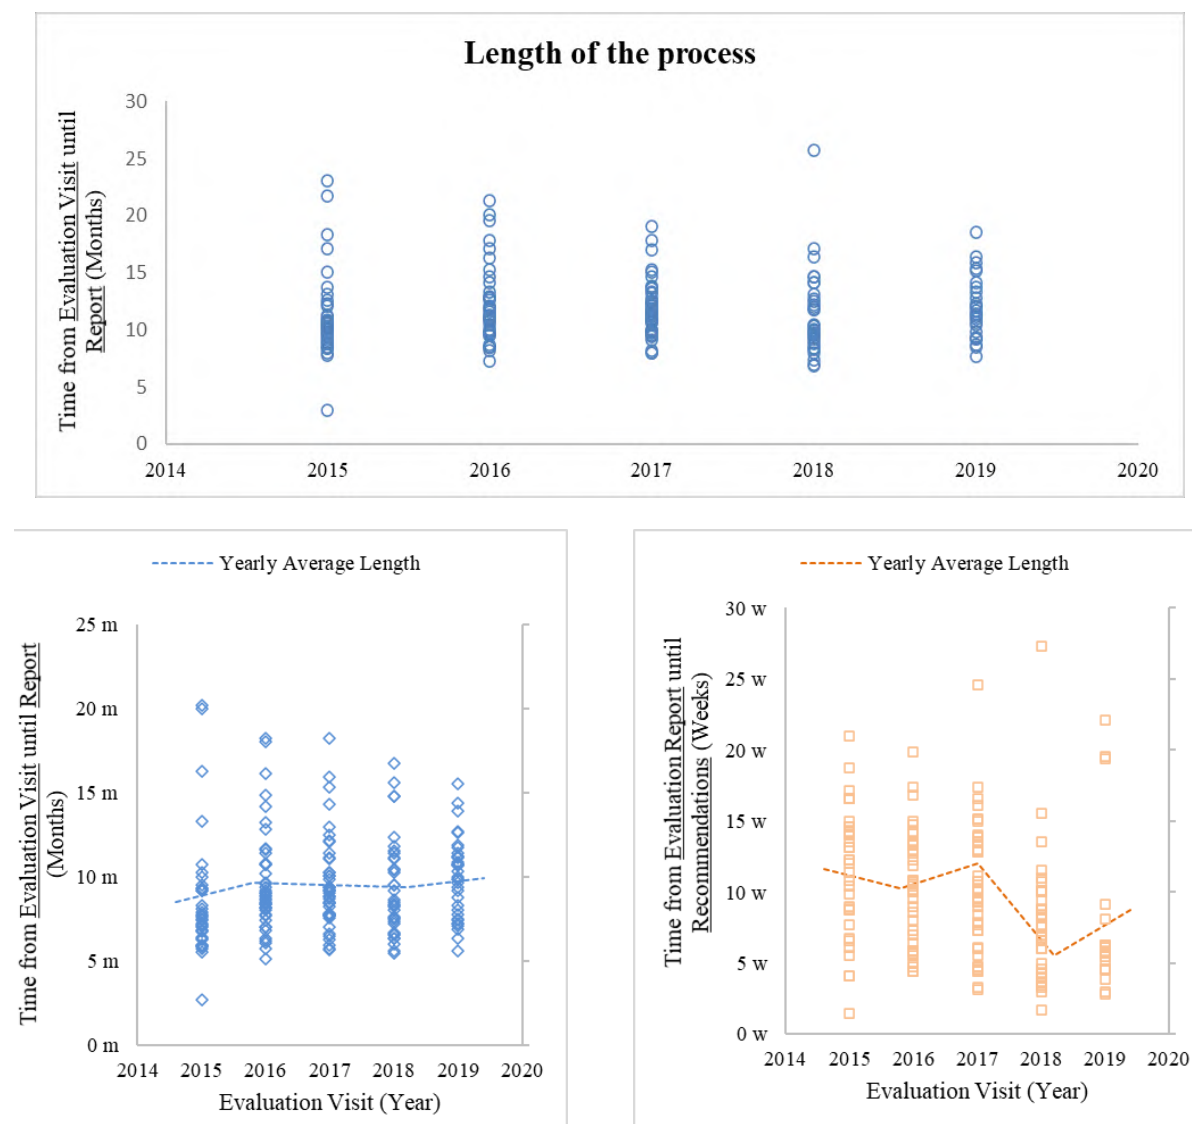 Length of the process
Time from Evaluation Visit until
Report (Months)
30
25
20
15
10
5
0
2014 2015 2016 2017 2018 2019 2020
Yearly Average Length
Time from Evaluation Visit until Report
(Months)
25 m
20 m
15 m
10 m
5 m
0 m
2014 2015 2016 2017 2018 2019 2020
Evaluation Visit (Year)
Yearly Average Length
Time from Evaluation Report until
Recommendations (Weeks)
30 w
25 w
20 w
15 w
10 w
5 w
0 w
2014 2015 2016 2017 2018 2019 2020
Evaluation Visit (Year)